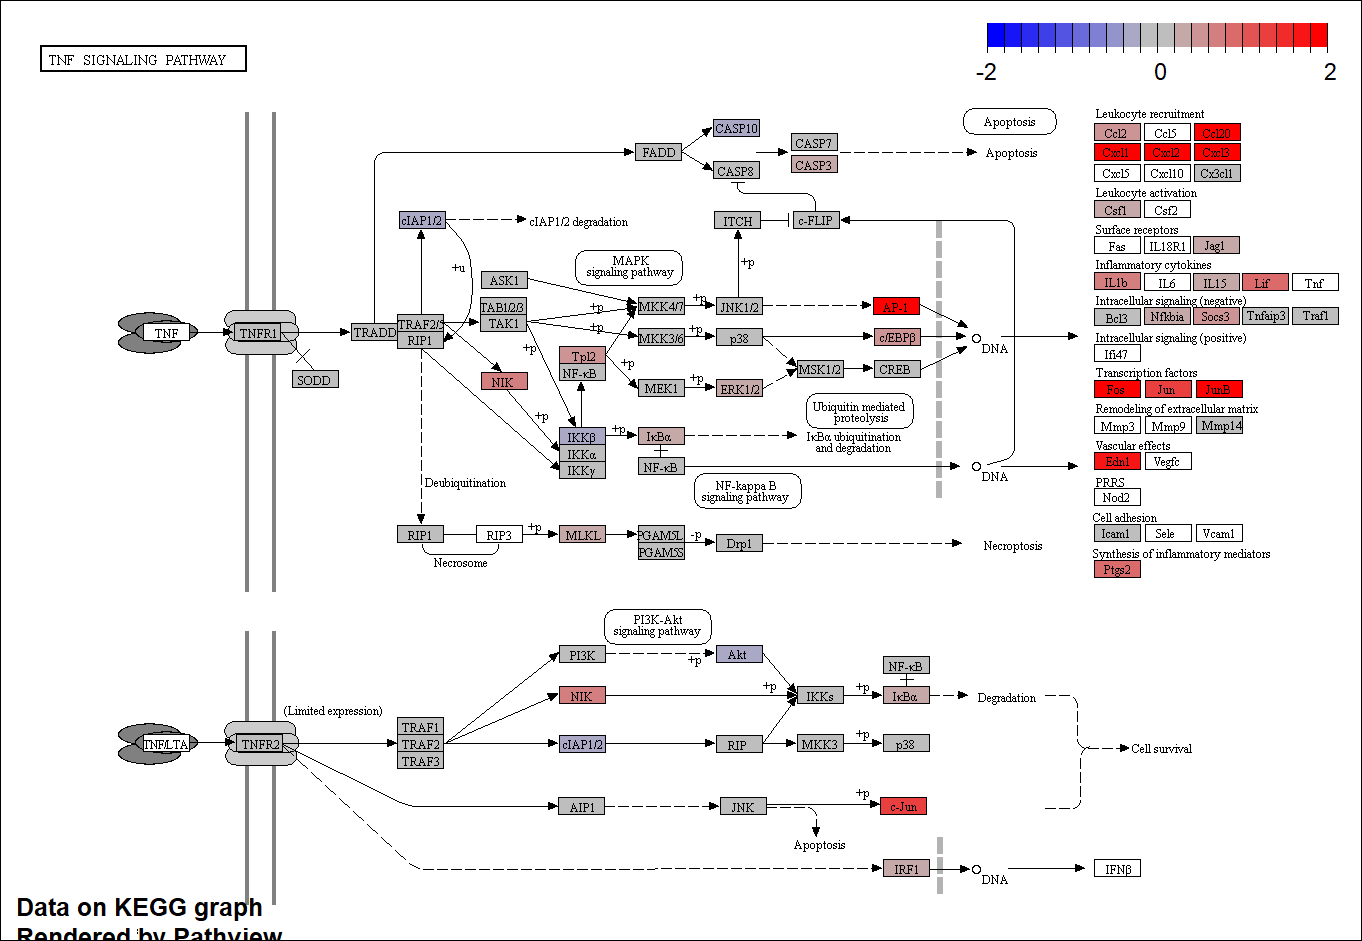 TNF SIGNALING PATHWAY
-2 0 2
Leukocyte recruitment
Ccl2 Ccl5 Ccl20
Cxcl1 Cxcl2 Cxcl3
Cxcl5 Cxcl10 Cx3cl1
Leukocyte activation
Csf1 Csf2
Surface receptors
Fas IL18R1 Jag1
Inflammatory cytokines
IL1b IL6 IL15 Lif Tnf
Intracellular signaling (negative)
Bcl3 Nfkbia Socs3 Tnfaip3 Traf1
Intracellular signaling (positive)
Ifi47
Transcription factors
Fos Jun JunB
Remodeling of extracellular matrix
Mmp3 Mmp9 Mmp14
Vascular effects
Edn1 Vegfc
PRRS
Nod2
Cell adhesion
Icam1 Sele Vcam1
Synthesis of inflammatory mediators
Ptgs2
Apoptosis
CASP10
FADD
CASP7
CASP3
CASP8
Apoptosis
cIAP1/2
cIAP1/2 degradation
ITCH
c-FLIP
+u
+p
MAPK
signaling pathway
ASK1
TAB1/2/3
TAK1
+p
+p
+p
MKK4/7
+p
JNK1/2
AP-1
TNF
TNFR1
TRADD
TRAF2/5
RIP1
MKK3/6
+p
p38
c/EBPβ
DNA
SODD
NIK
Tpl2
NF-κB
+p
MEK1
+p
ERK1/2
MSK1/2
CREB
+p
Ubiquitin mediated
proteolysis
IKKβ
IKKα
IKKγ
+p
IκBα
NF-κB
IκBα ubiquitination
and degradation
DNA
NF-kappa B
signaling pathway
Deubiquitination
RIP1
RIP3
+p
MLKL
PGAM5L
PGAM5S
-p
Drp1
Necroptosis
Necrosome
PI3K-Akt
signaling pathway
PI3K
+p
Akt
NF-κB
NIK
+p
IKKs
+p
IκBα
Degradation
(Limited expression)
TNF/LTA
TNFR2
TRAF1
TRAF2
TRAF3
cIAP1/2
RIP
MKK3
+p
p38
Cell survival
AIP1
JNK
+p
c-Jun
Apoptosis
IRF1
DNA
IFNβ
Data on KEGG graph
Rendered by Pathview